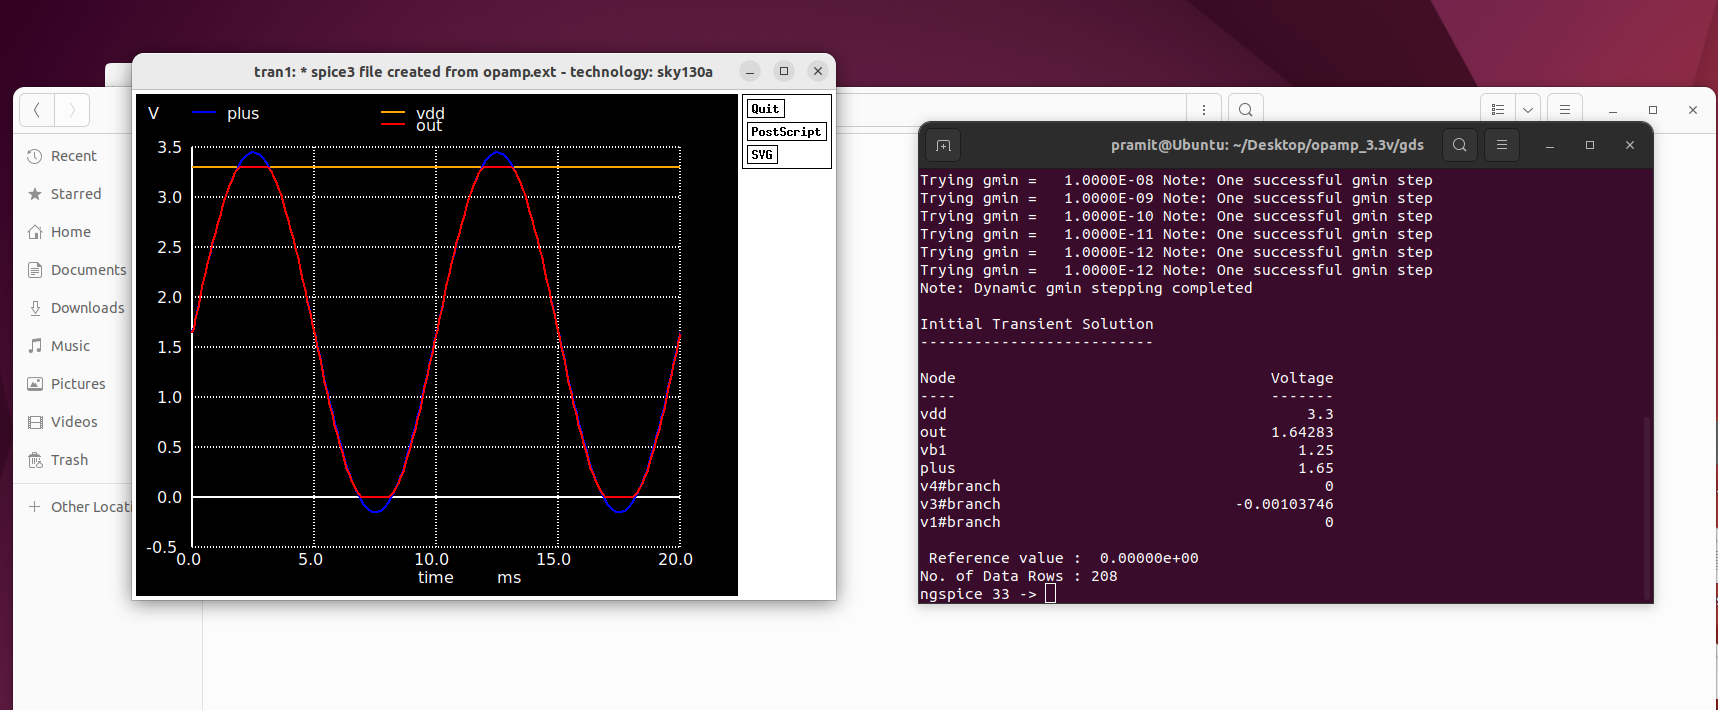 tran1: * spice3 file created from opamp.ext - technology: sky130a
V
plus
vdd
out
3.5
3.0
2.5
2.0
1.5
1.0
0.5
0.0
-0.5
0.0 5.0 10.0 15.0 20.0
time ms
Quit
PostScript
SVG
Recent
Starred
Home
Documents
Downloads
Music
Pictures
Videos
Trash
+ Other Locati
pramit@Ubuntu: ~/Desktop/opamp_3.3v/gds
Trying gmin = 1.0000E-08 Note: One successful gmin step
Trying gmin = 1.0000E-09 Note: One successful gmin step
Trying gmin = 1.0000E-10 Note: One successful gmin step
Trying gmin = 1.0000E-11 Note: One successful gmin step
Trying gmin = 1.0000E-12 Note: One successful gmin step
Trying gmin = 1.0000E-12 Note: One successful gmin step
Note: Dynamic gmin stepping completed
Initial Transient Solution
--------------------------
Node Voltage
---- -------
vdd 3.3
out 1.64283
vb1 1.25
plus 1.65
v4#branch 0
v3#branch -0.00103746
v1#branch 0
Reference value : 0.00000e+00
No. of Data Rows : 208
ngspice 33 ->